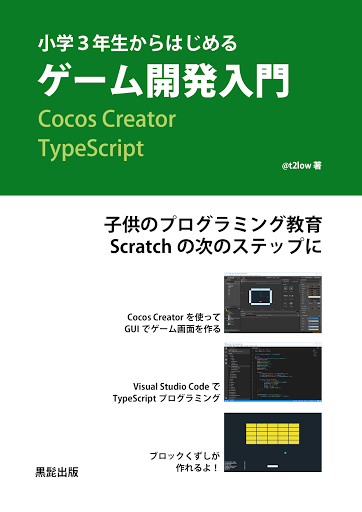 小学3年生からはじめる
ゲーム開発入門
Cocos Creator
TypeScript
@t2low 著
子供のプログラミング教育
Scratch の次のステップに
Cocos Creator を使って
GUI でゲーム画面を作る
Visual Studio Code で
TypeScript プログラミング
ブロックくずしが
作れるよ!
黒髭出版